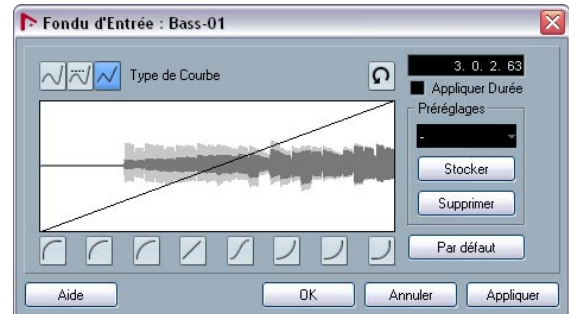 Fondu d'Entrée : Bass-01
Type de Courbe
3. 0. 2. 63
Appliquer Durée
Préréglages
-
Stocker
Supprimer
Par défaut
Aide
OK
Annuler
Appliquer